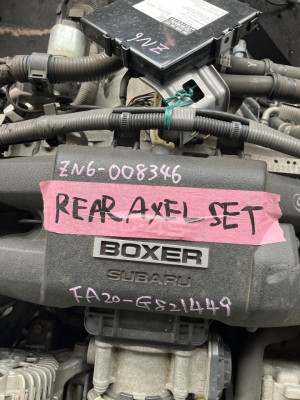 ZN6
ZN6-008346
REAR AXEL SET
BOXER
SUBARU
FA20-G821449